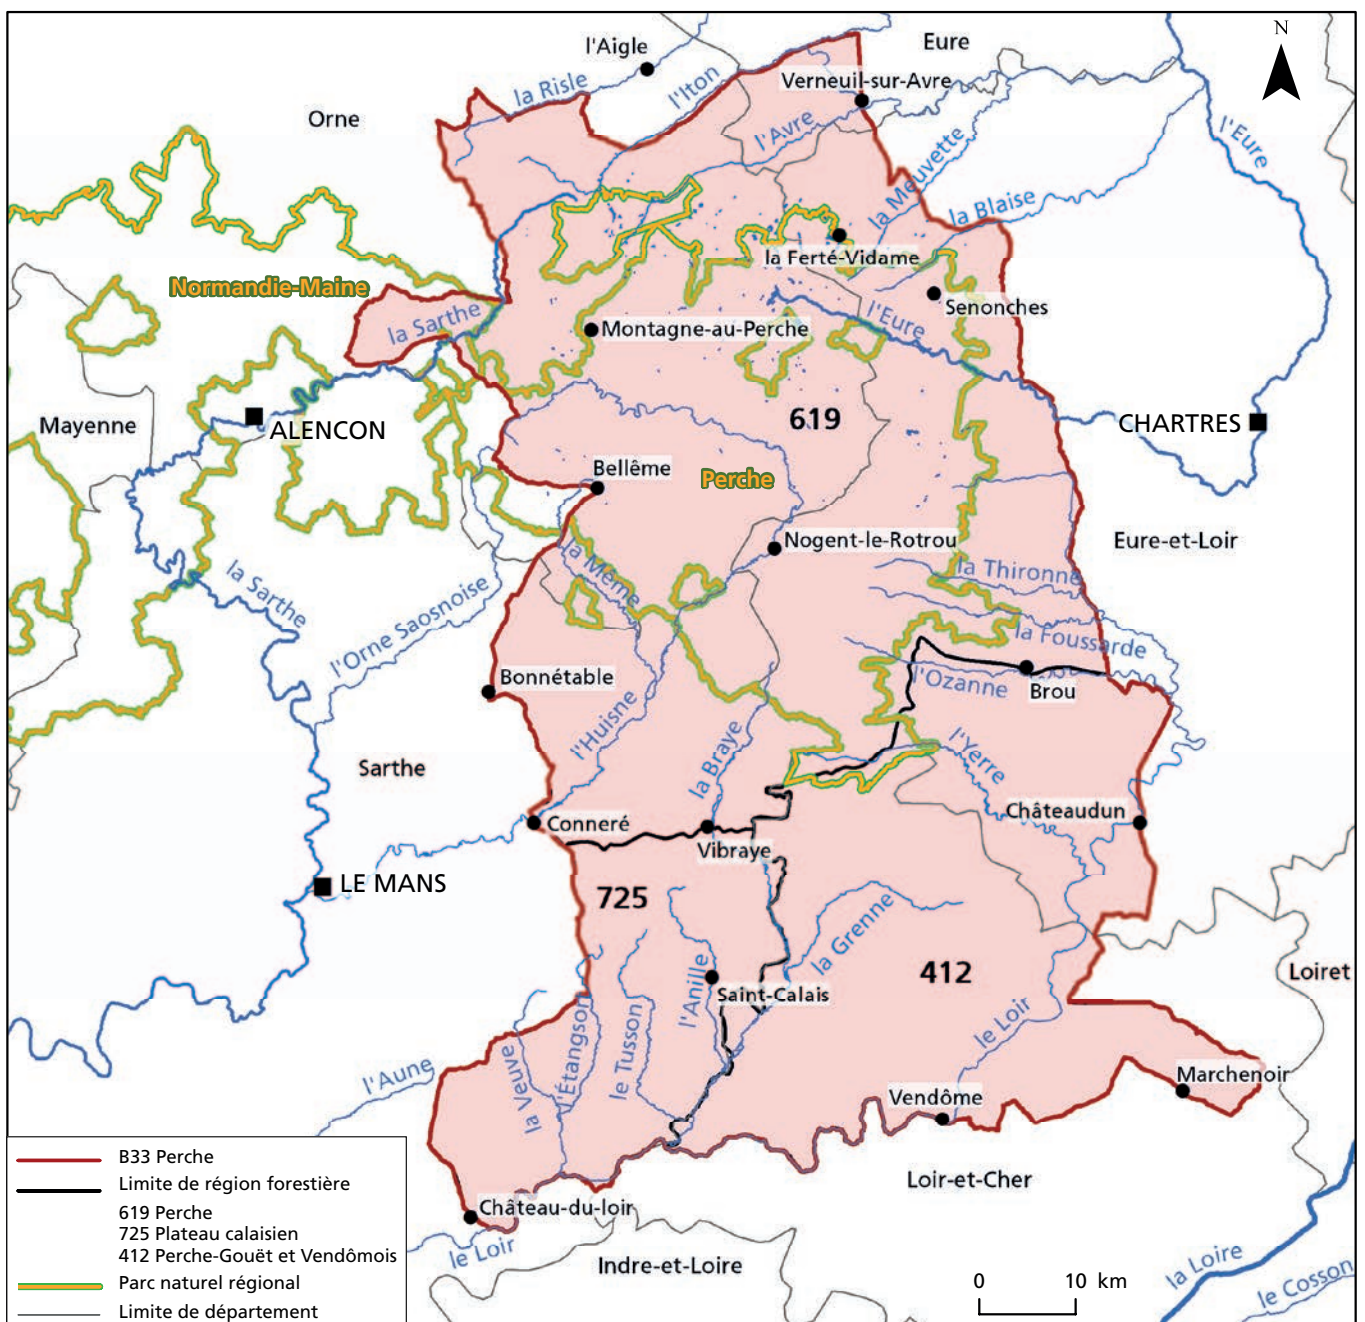 N
l'Aigle
Eure
la Risle
l'Iton
Verneuil-sur-Avre
Orne
l'Avre
l'Eure
la Meuvette
la Blaise
la Ferté-Vidame
Normandie-Maine
Senonches
la Sarthe
Montagne-au-Perche
l'Eure
Mayenne
ALENCON
619
CHARTRES
Bellême
Perche
Nogent-le-Rotrou
Eure-et-Loir
la Sarthe
la Même
la Thironne
l'Orne Saosnoise
la Foussarde
Bonnétable
l'Ozanne
Brou
l'Huisne
la Braye
l'Yerre
Sarthe
Conneré
Châteaudun
Vibraye
LE MANS
725
la Grenne
412
Loiret
l'Anille
Saint-Calais
le Loir
l'Aune
la Veuve
l'Étangson
le Tusson
Vendôme
Marchenoir
Loir-et-Cher
Château-du-loir
le Loir
Indre-et-Loire
la Loire
le Cosson
B33 Perche
Limite de région forestière
619 Perche
725 Plateau calaisien
412 Perche-Gouët et Vendômois
Parc naturel régional
Limite de département
0 10 km